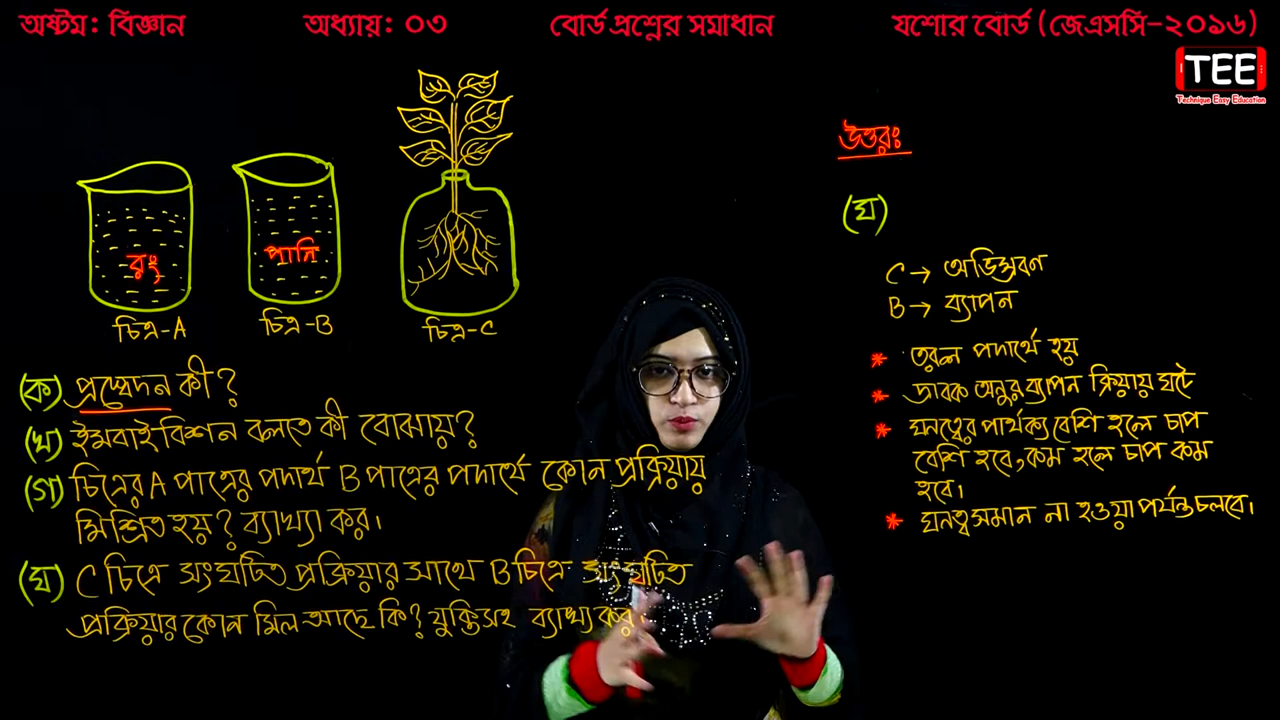 অষ্টম: বিজ্ঞান
অধ্যায়: ০৩
বোর্ড প্রশ্নের সমাধান
যশোর বোর্ড (জেএসসি-২০১৬)
TEE
Technique Easy Education
রং
পানি
চিত্র-A
চিত্র-B
চিত্র-C
(ক) প্রস্বেদন কী?
(খ) ইমবাইবিশন বলতে কী বোঝায়?
(গ) চিত্রের A পাত্রের পদার্থ B পাত্রের পদার্থে কোন প্রক্রিয়ায়
মিশ্রিত হয়? ব্যাখ্যা কর।
(ঘ) C চিত্রে সংঘটিত প্রক্রিয়ার সাথে B চিত্রে সংঘটিত
প্রক্রিয়ার কোন মিল আছে কি? যুক্তিসহ ব্যাখ্য কর।
উত্তরঃ
(ঘ)
C → অভিস্রবণ
B → ব্যাপন
* তরল পদার্থে হয়
* দ্রাবক অনুর ব্যাপন ক্রিয়ায় ঘটে
* ঘনত্বের পার্থক্য বেশি হলে চাপ
বেশি হবে, কম হলে চাপ কম
হবে।
* ঘনত্ব সমান না হওয়া পর্যন্ত চলবে।